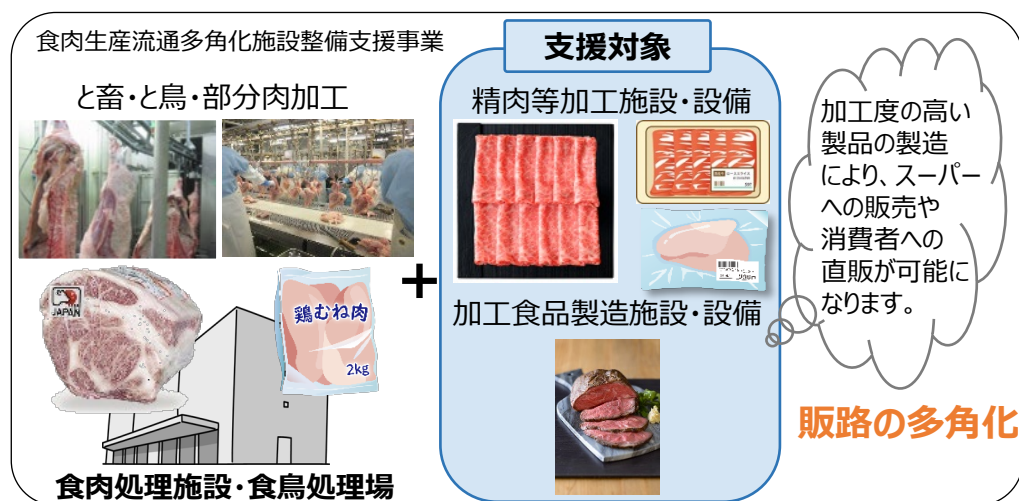 食肉生産流通多角化施設整備支援事業
と畜・と鳥・部分肉加工
JAPAN
鶏むね肉
2kg
食肉処理施設・食鳥処理場
+
支援対象
精肉等加工施設・設備
加工食品製造施設・設備
加工度の高い
製品の製造
により、スーパー
への販売や
消費者への
直販が可能に
なります。
販路の多角化